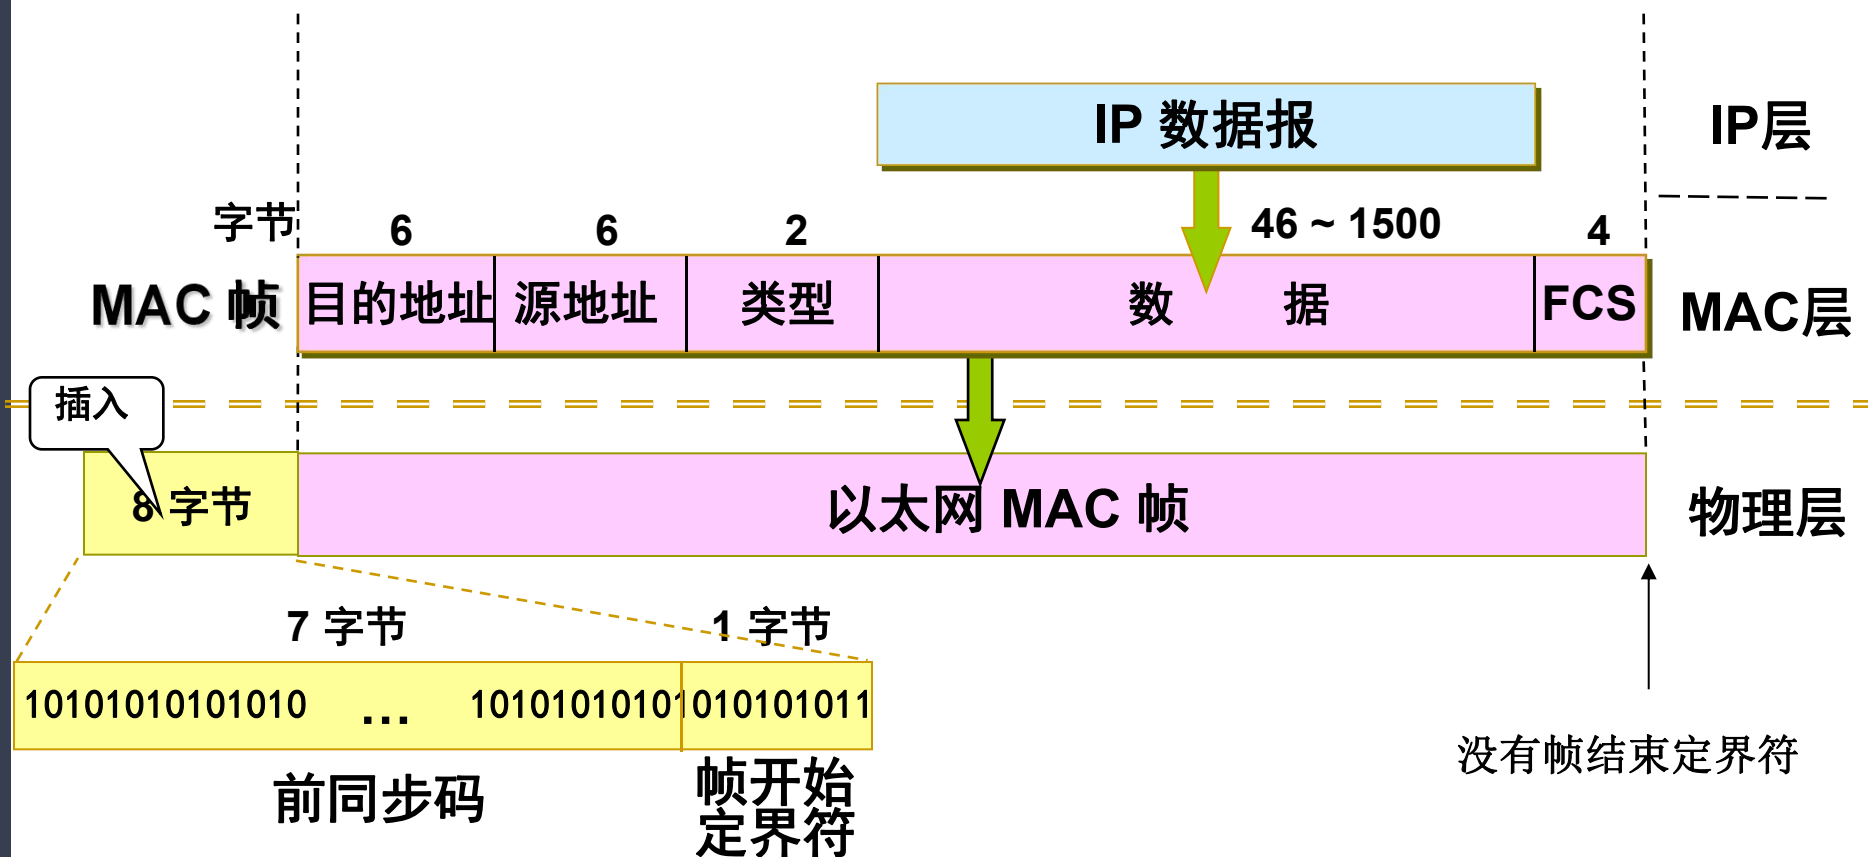 IP 数据报
IP层
字节
6
6
2
46 ~ 1500
4
MAC 帧
目的地址
源地址
类型
数 据
FCS
MAC层
插入
8 字节
以太网 MAC 帧
物理层
7 字节
1 字节
10101010101010 … 10101010101010101011
前同步码
帧开始
定界符
没有帧结束定界符